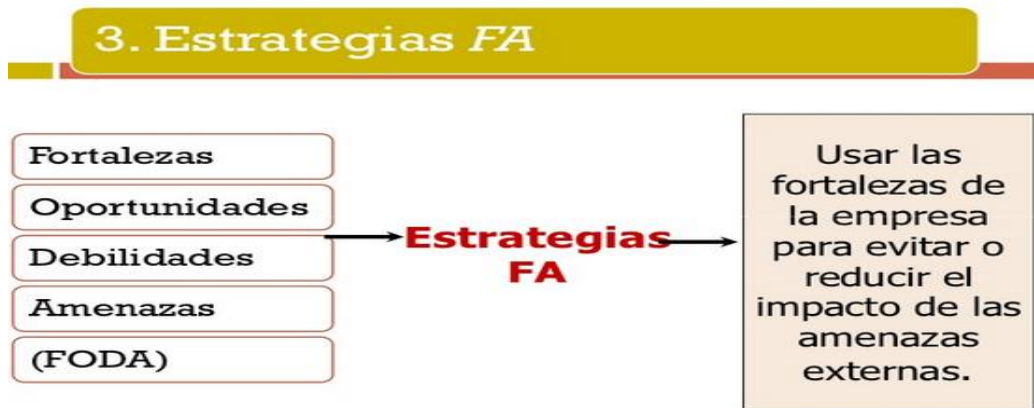 3. Estrategias FA
Fortalezas
Oportunidades
Debilidades
Amenazas
(FODA)
Estrategias
FA
Usar las
fortalezas de
la empresa
para evitar o
reducir el
impacto de las
amenazas
externas.